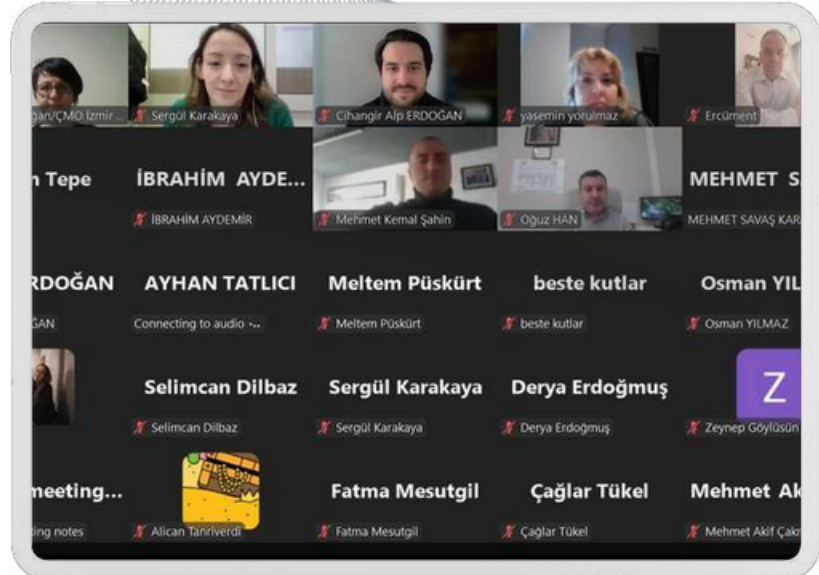 ğan/ÇMO İzmir ...
Sergül Karakaya
Cihangir Alp ERDOĞAN
yasemin yorulmaz
Ercüment
n Tepe
İBRAHİM AYDE...
MEHMET S
İBRAHİM AYDEMİR
Mehmet Kemal Şahin
Oğuz HAN
MEHMET SAVAŞ KAR
RDOĞAN
AYHAN TATLICI
Meltem Püskürt
beste kutlar
Osman YIL
ĞAN
Connecting to audio ·..
Meltem Püskürt
beste kutlar
Osman YILMAZ
Selimcan Dilbaz
Sergül Karakaya
Derya Erdoğmuş
Z
Selimcan Dilbaz
Sergül Karakaya
Derya Erdoğmuş
Zeynep Göylüsün
meeting...
Fatma Mesutgil
Çağlar Tükel
Mehmet Ak
ing notes
Alican Tanrıverdi
Fatma Mesutgil
Çağlar Tükel
Mehmet Akif Çakı